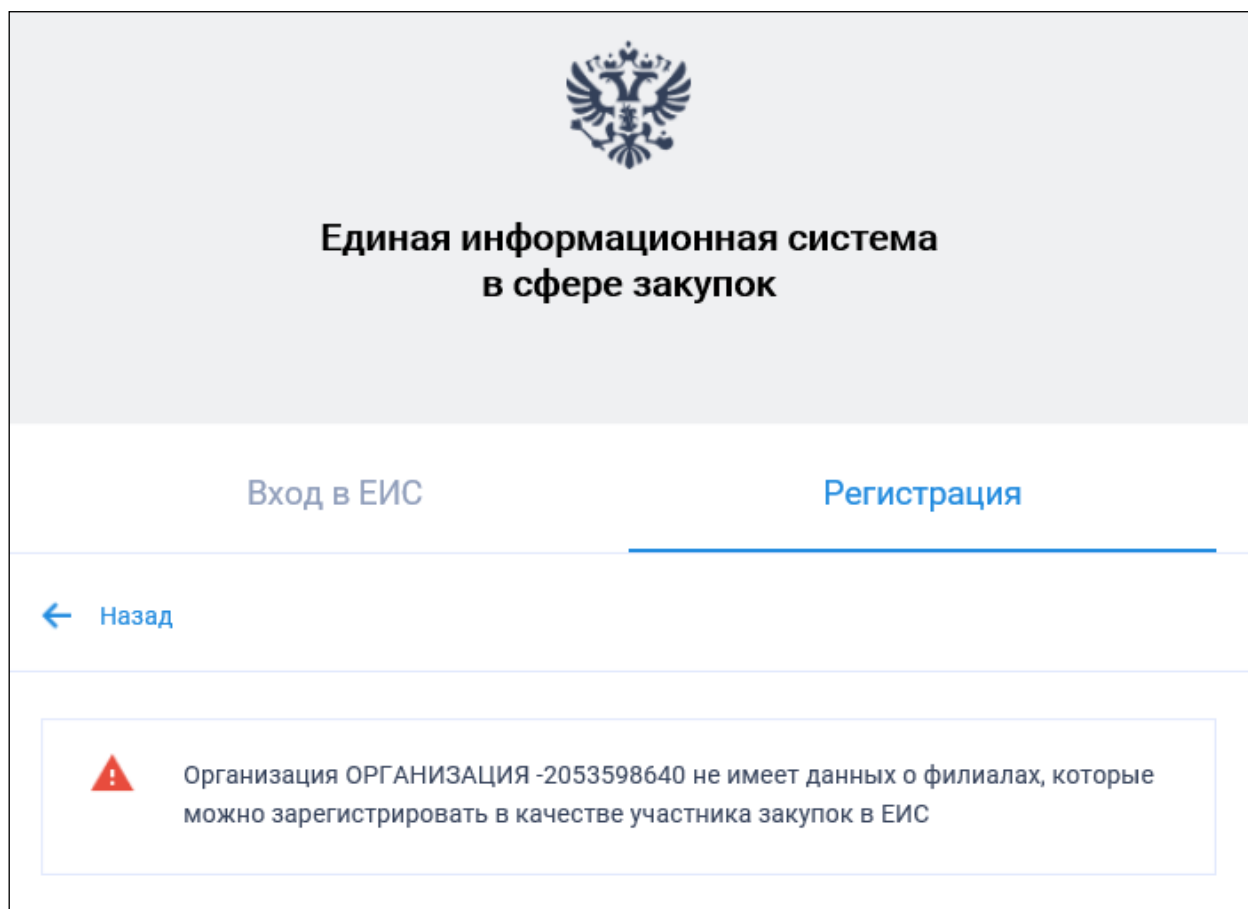 Единая информационная система
в сфере закупок
Вход в ЕИС
Регистрация
Назад
Организация ОРГАНИЗАЦИЯ -2053598640 не имеет данных о филиалах, которые
можно зарегистрировать в качестве участника закупок в ЕИС